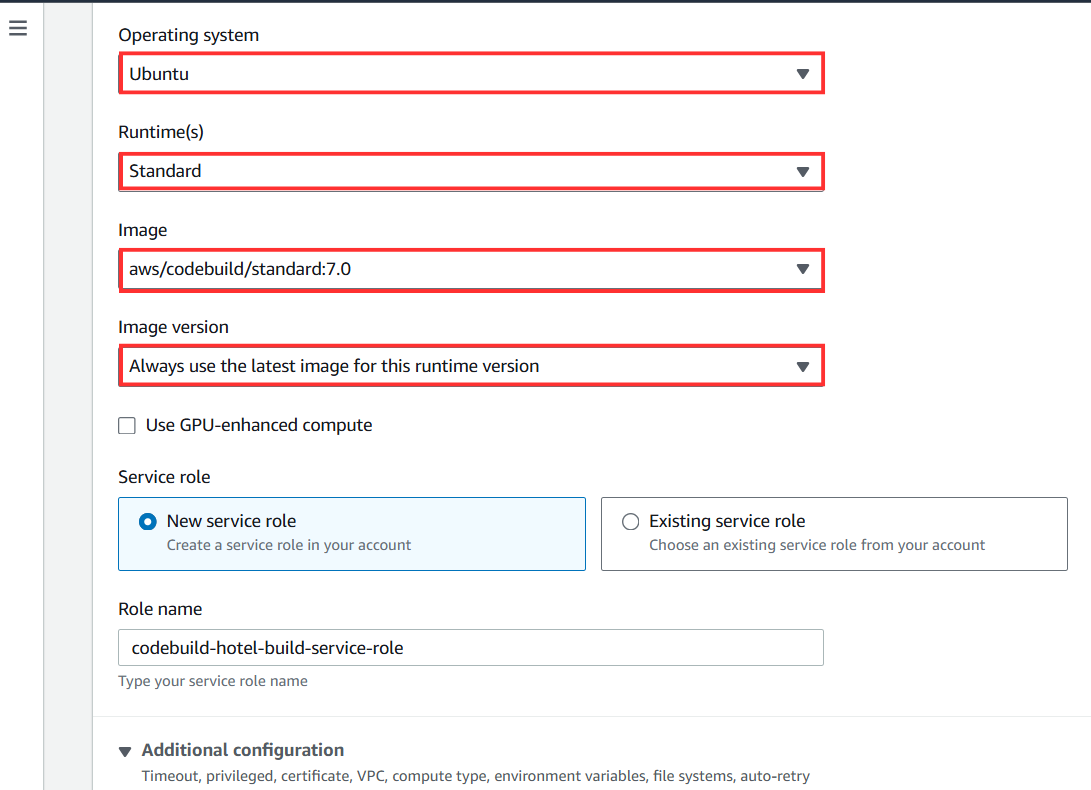 Operating system
Ubuntu
Runtime(s)
Standard
Image
aws/codebuild/standard:7.0
Image version
Always use the latest image for this runtime version
Use GPU-enhanced compute
Service role
New service role
Create a service role in your account
Existing service role
Choose an existing service role from your account
Role name
codebuild-hotel-build-service-role
Type your service role name
Additional configuration
Timeout, privileged, certificate, VPC, compute type, environment variables, file systems, auto-retry